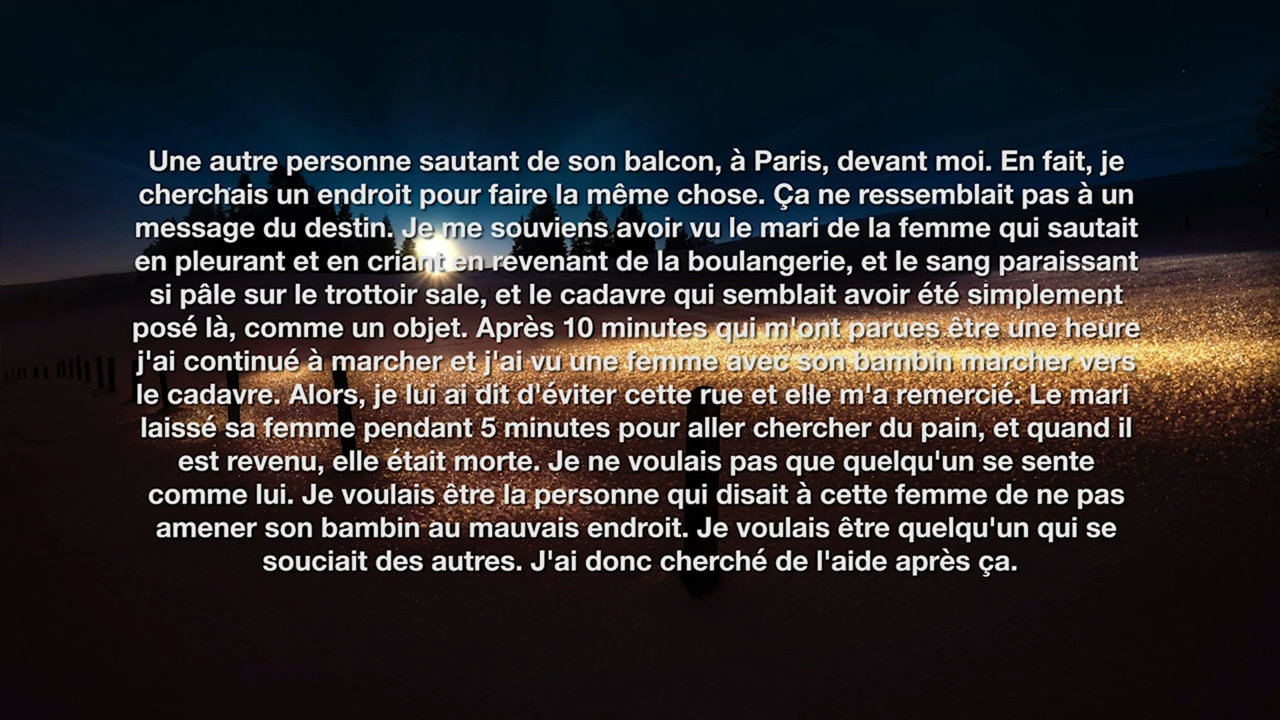 Une autre personne sautant de son balcon, à Paris, devant moi. En fait, je
cherchais un endroit pour faire la même chose. Ça ne ressemblait pas à un
message du destin. Je me souviens avoir vu le mari de la femme qui sautait
en pleurant et en criant en revenant de la boulangerie, et le sang paraissant
si pâle sur le trottoir sale, et le cadavre qui semblait avoir été simplement
posé là, comme un objet. Après 10 minutes qui m'ont parues être une heure
j'ai continué à marcher et j'ai vu une femme avec son bambin marcher vers
le cadavre. Alors, je lui ai dit d'éviter cette rue et elle m'a remercié. Le mari
laissé sa femme pendant 5 minutes pour aller chercher du pain, et quand il
est revenu, elle était morte. Je ne voulais pas que quelqu'un se sente
comme lui. Je voulais être la personne qui disait à cette femme de ne pas
amener son bambin au mauvais endroit. Je voulais être quelqu'un qui se
souciait des autres. J'ai donc cherché de l'aide après ça.